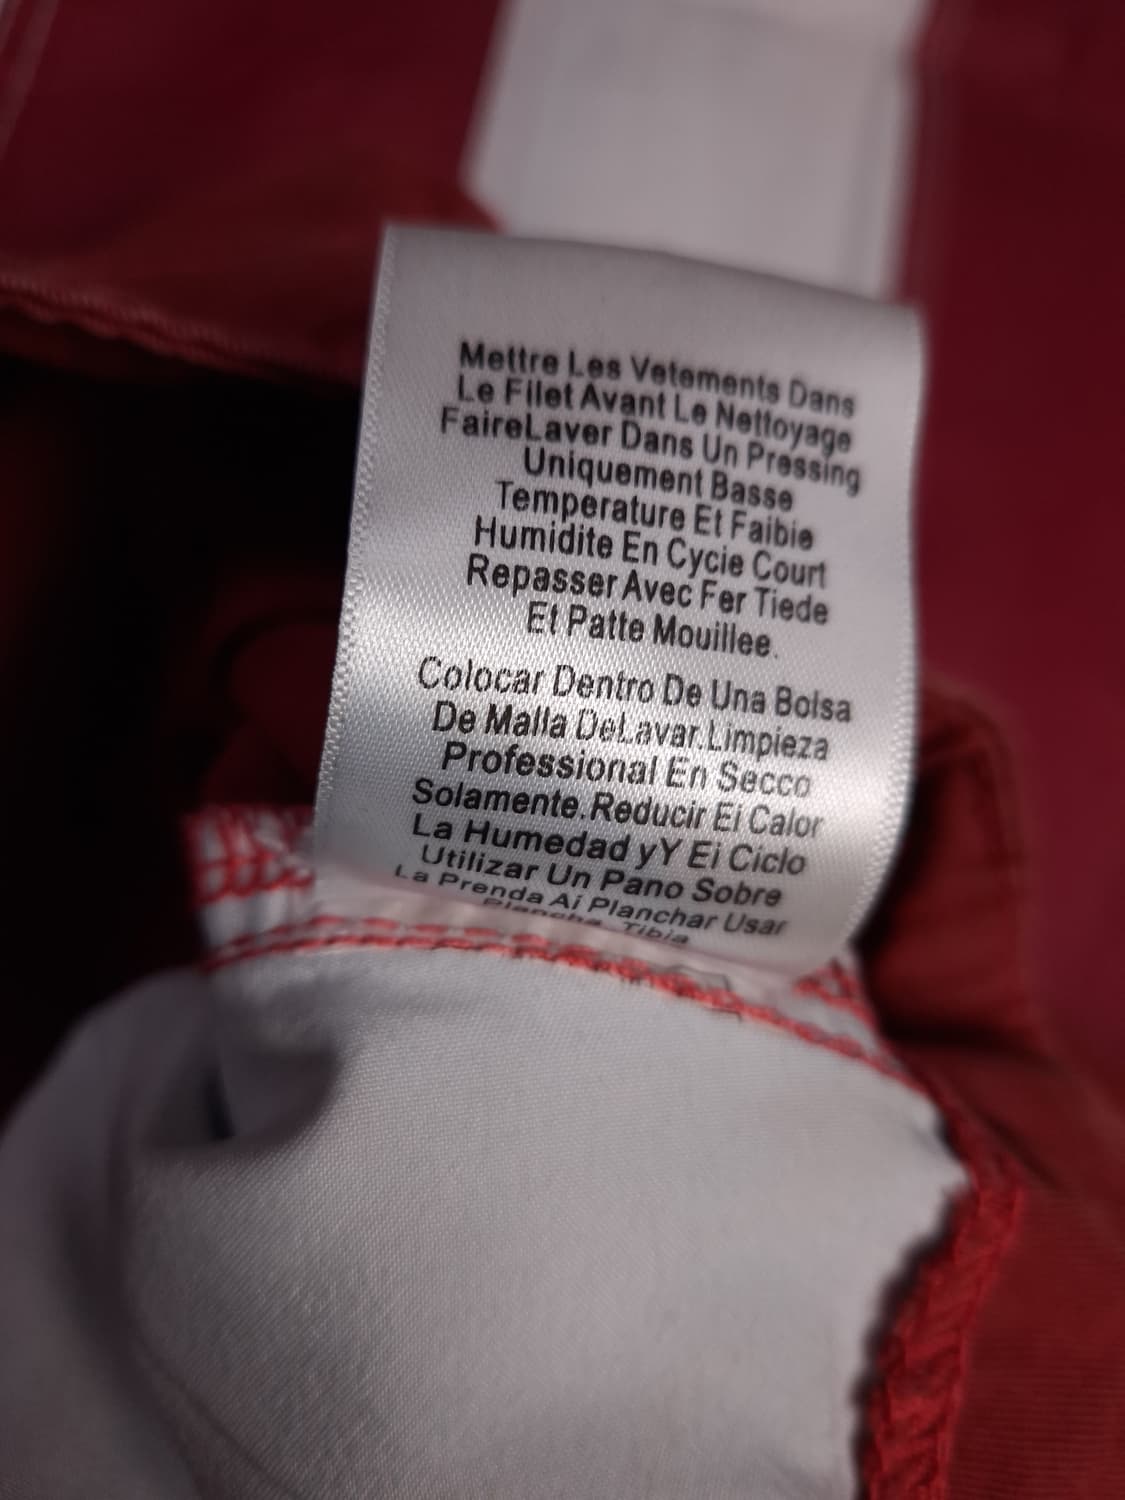 Mettre Les Vetements Dans
Le Filet Avant Le Nettoyage
FaireLaver Dans Un Pressing
Uniquement Basse
Temperature Et Faibie
Humidite En Cycie Court
Repasser Avec Fer Tiede
Et Patte Mouillee.
Colocar Dentro De Una Bolsa
De Malla DeLavar.Limpieza
Professional En Secco
Solamente.Reducir Ei Calor
La Humedad yY Ei Ciclo
Utilizar Un Pano Sobre
La Prenda Ai Planchar Usar
Plancha Tibia